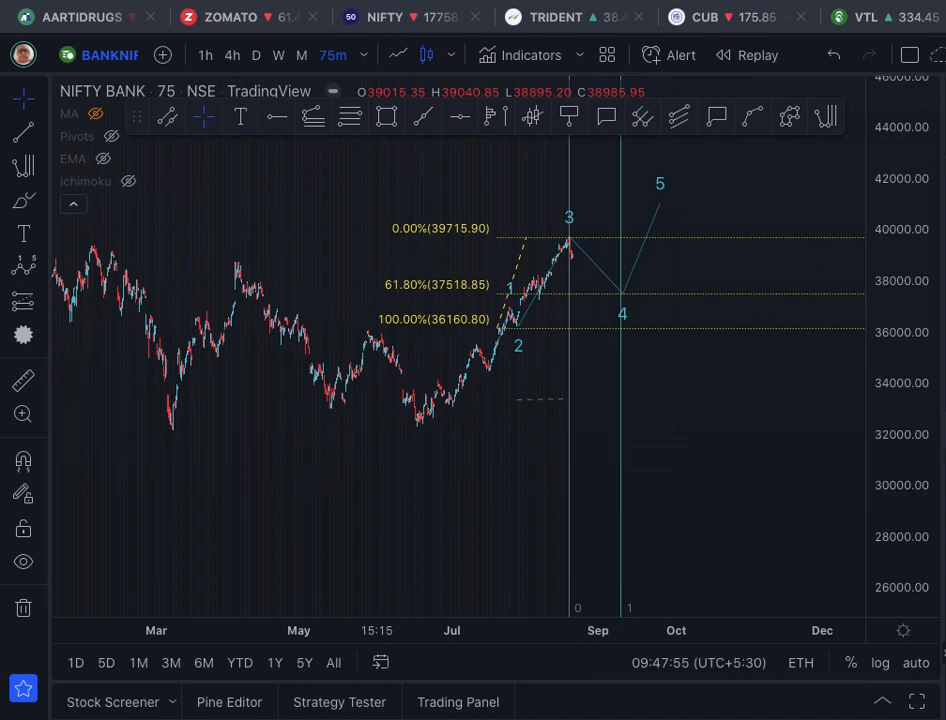 AARTIDRUGS
ZOMATO 61.4
50 NIFTY 17758.
TRIDENT 38.
CUB 175.85
VTL 334.45
BANKNIF 1h 4h D W M 75m Indicators Alert Replay
NIFTY BANK · 75 · NSE TradingView O39015.35 H39040.85 L38895.20 C38985.95
MA
Pivots
EMA
Ichimoku
46000.00
44000.00
42000.00
40000.00
38000.00
36000.00
34000.00
32000.00
30000.00
28000.00
26000.00
5
3
0.00%(39715.90)
61.80%(37518.85)
1
4
100.00%(36160.80)
2
0 1
Mar May 15:15 Jul Sep Oct Dec
1D 5D 1M 3M 6M YTD 1Y 5Y All 09:47:55 (UTC+5:30) ETH % log auto
Stock Screener Pine Editor Strategy Tester Trading Panel